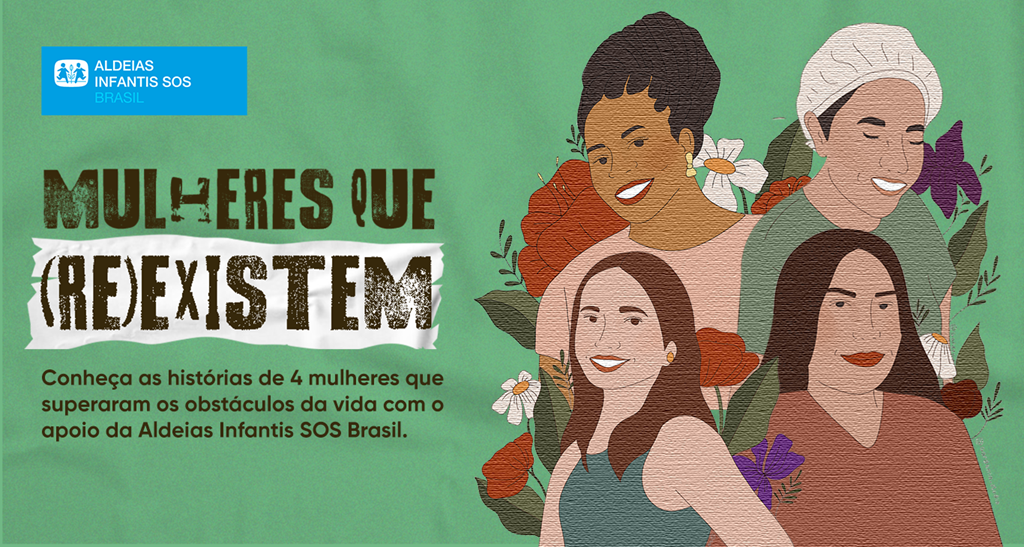 ALDEIAS
INFANTIS SOS
BRASIL
MULHERES QUE
(RE)EXISTEM
Conheça as histórias de 4 mulheres que
superaram os obstáculos da vida com o
apoio da Aldeias Infantis SOS Brasil.